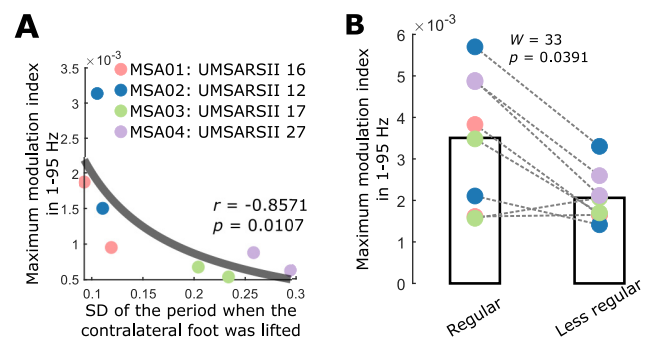 A
×10⁻³
3.5
3
2.5
2
1.5
1
0.5
Maximum modulation index
in 1-95 Hz
MSA01: UMSARSII 16
MSA02: UMSARSII 12
MSA03: UMSARSII 17
MSA04: UMSARSII 27
r = -0.8571
p = 0.0107
0.1
0.15
0.2
0.25
0.3
SD of the period when the
contralateral foot was lifted
B
×10⁻³
6
5
4
3
2
1
0
Maximum modulation index
in 1-95 Hz
W = 33
p = 0.0391
Regular
Less regular